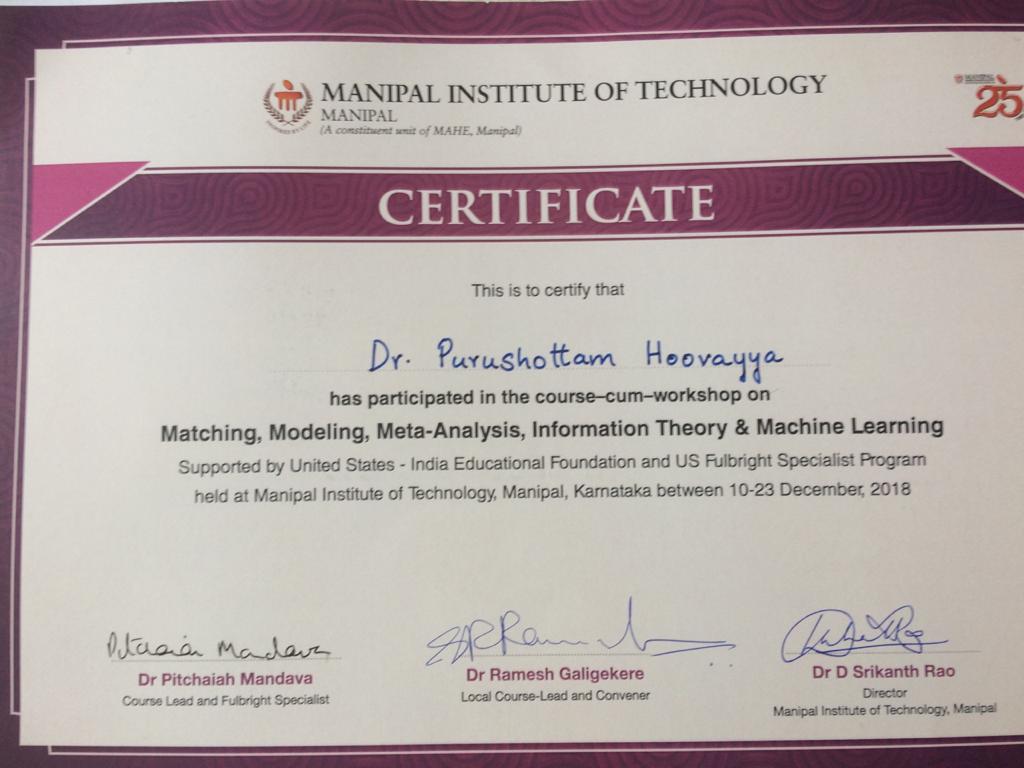 MANIPAL INSTITUTE OF TECHNOLOGY
MANIPAL
(A constituent unit of MAHE, Manipal)
25
CERTIFICATE
This is to certify that
Dr. Purushottam Hoovayya
has participated in the course–cum–workshop on
Matching, Modeling, Meta-Analysis, Information Theory & Machine Learning
Supported by United States - India Educational Foundation and US Fulbright Specialist Program
held at Manipal Institute of Technology, Manipal, Karnataka between 10-23 December, 2018
Mandava
Dr Pitchaiah Mandava
Course Lead and Fulbright Specialist
Dr Ramesh Galigekere
Local Course-Lead and Convener
Dr D Srikanth Rao
Director
Manipal Institute of Technology, Manipal